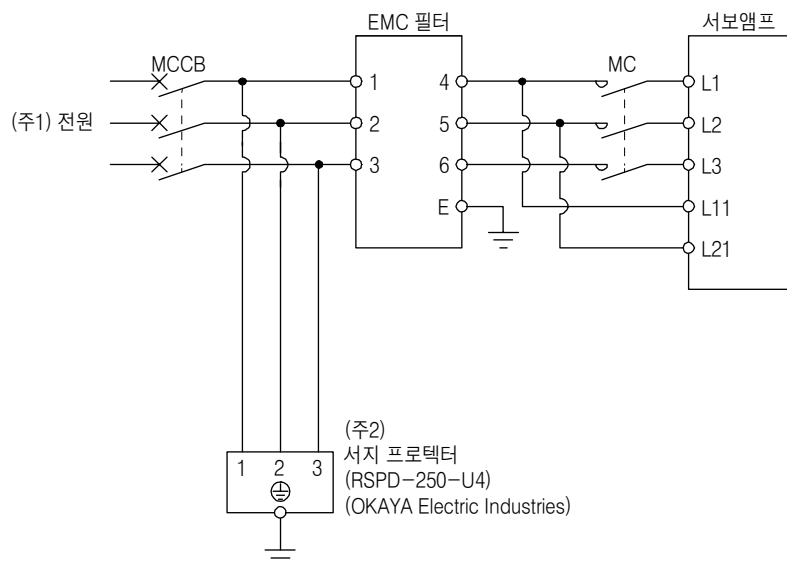 EMC 필터
서보앰프
MCCB
MC
1
4
L1
(주1) 전원
2
5
L2
3
6
L3
E
L11
L21
(주2)
서지 프로텍터
(RSPD-250-U4)
(OKAYA Electric Industries)
1 2 3